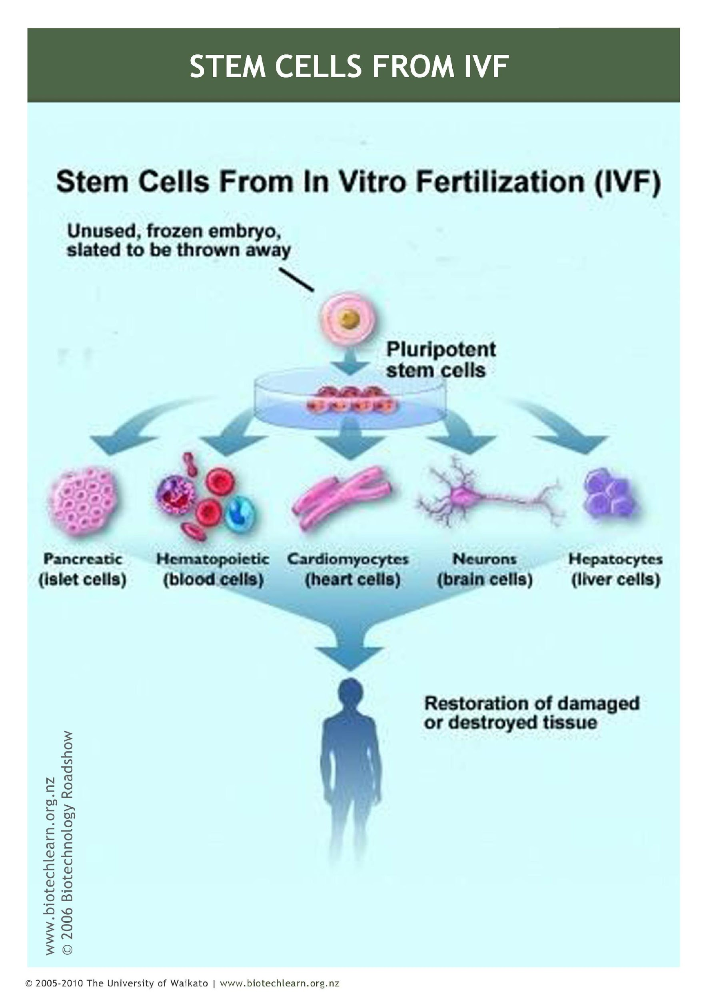 STEM CELLS FROM IVF
Stem Cells From In Vitro Fertilization (IVF)
Unused, frozen embryo,
slated to be thrown away
Pluripotent
stem cells
Pancreatic
(islet cells)
Hematopoietic
(blood cells)
Cardiomyocytes
(heart cells)
Neurons
(brain cells)
Hepatocytes
(liver cells)
Restoration of damaged
or destroyed tissue
www.biotechlearn.org.nz
© 2006 Biotechnology Roadshow
© 2005-2010 The University of Waikato | www.biotechlearn.org.nz